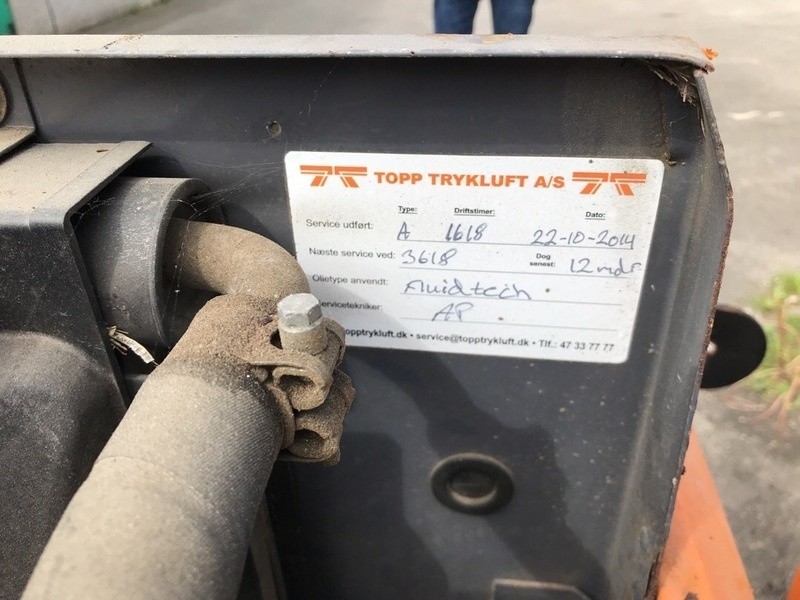 TOPP TRYKLUFT A/S
Type: Driftstimer: Dato:
Service udført: A 1618 22-10-2014
Næste service ved: 3618 Dog senest: 12 mdr
Olietype anvendt: Fluidtech
Servicetekniker: AP
opptrykluft.dk • service@topptrykluft.dk • Tlf.: 47 33 77 77